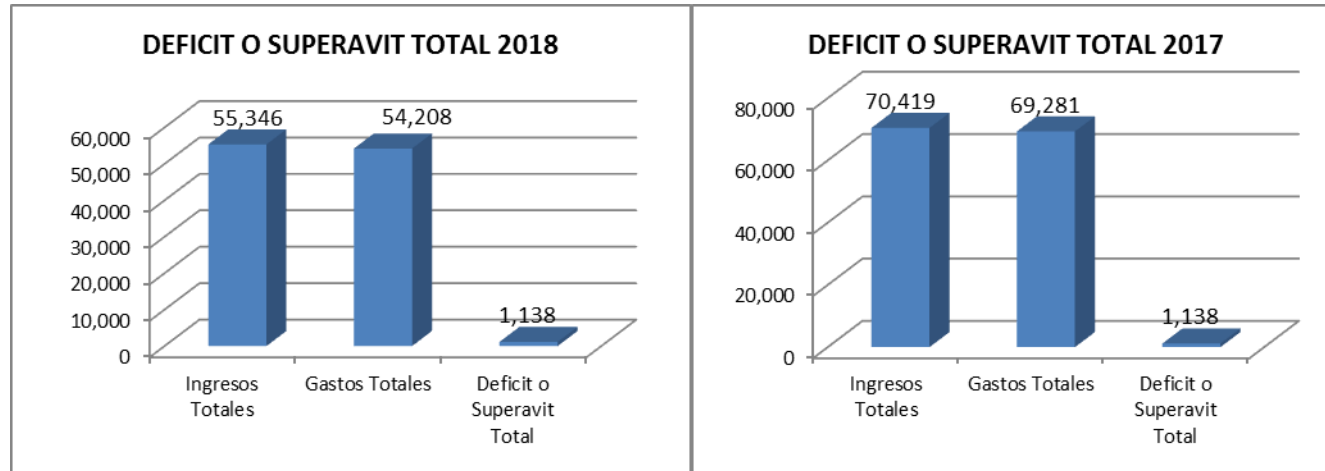 DEFICIT O SUPERAVIT TOTAL 2018
55,346
54,208
1,138
60,000
50,000
40,000
30,000
20,000
10,000
0
Ingresos
Totales
Gastos Totales
Deficit o
Superavit
Total
DEFICIT O SUPERAVIT TOTAL 2017
70,419
69,281
1,138
80,000
60,000
40,000
20,000
0
Ingresos
Totales
Gastos Totales
Deficit o
Superavit
Total